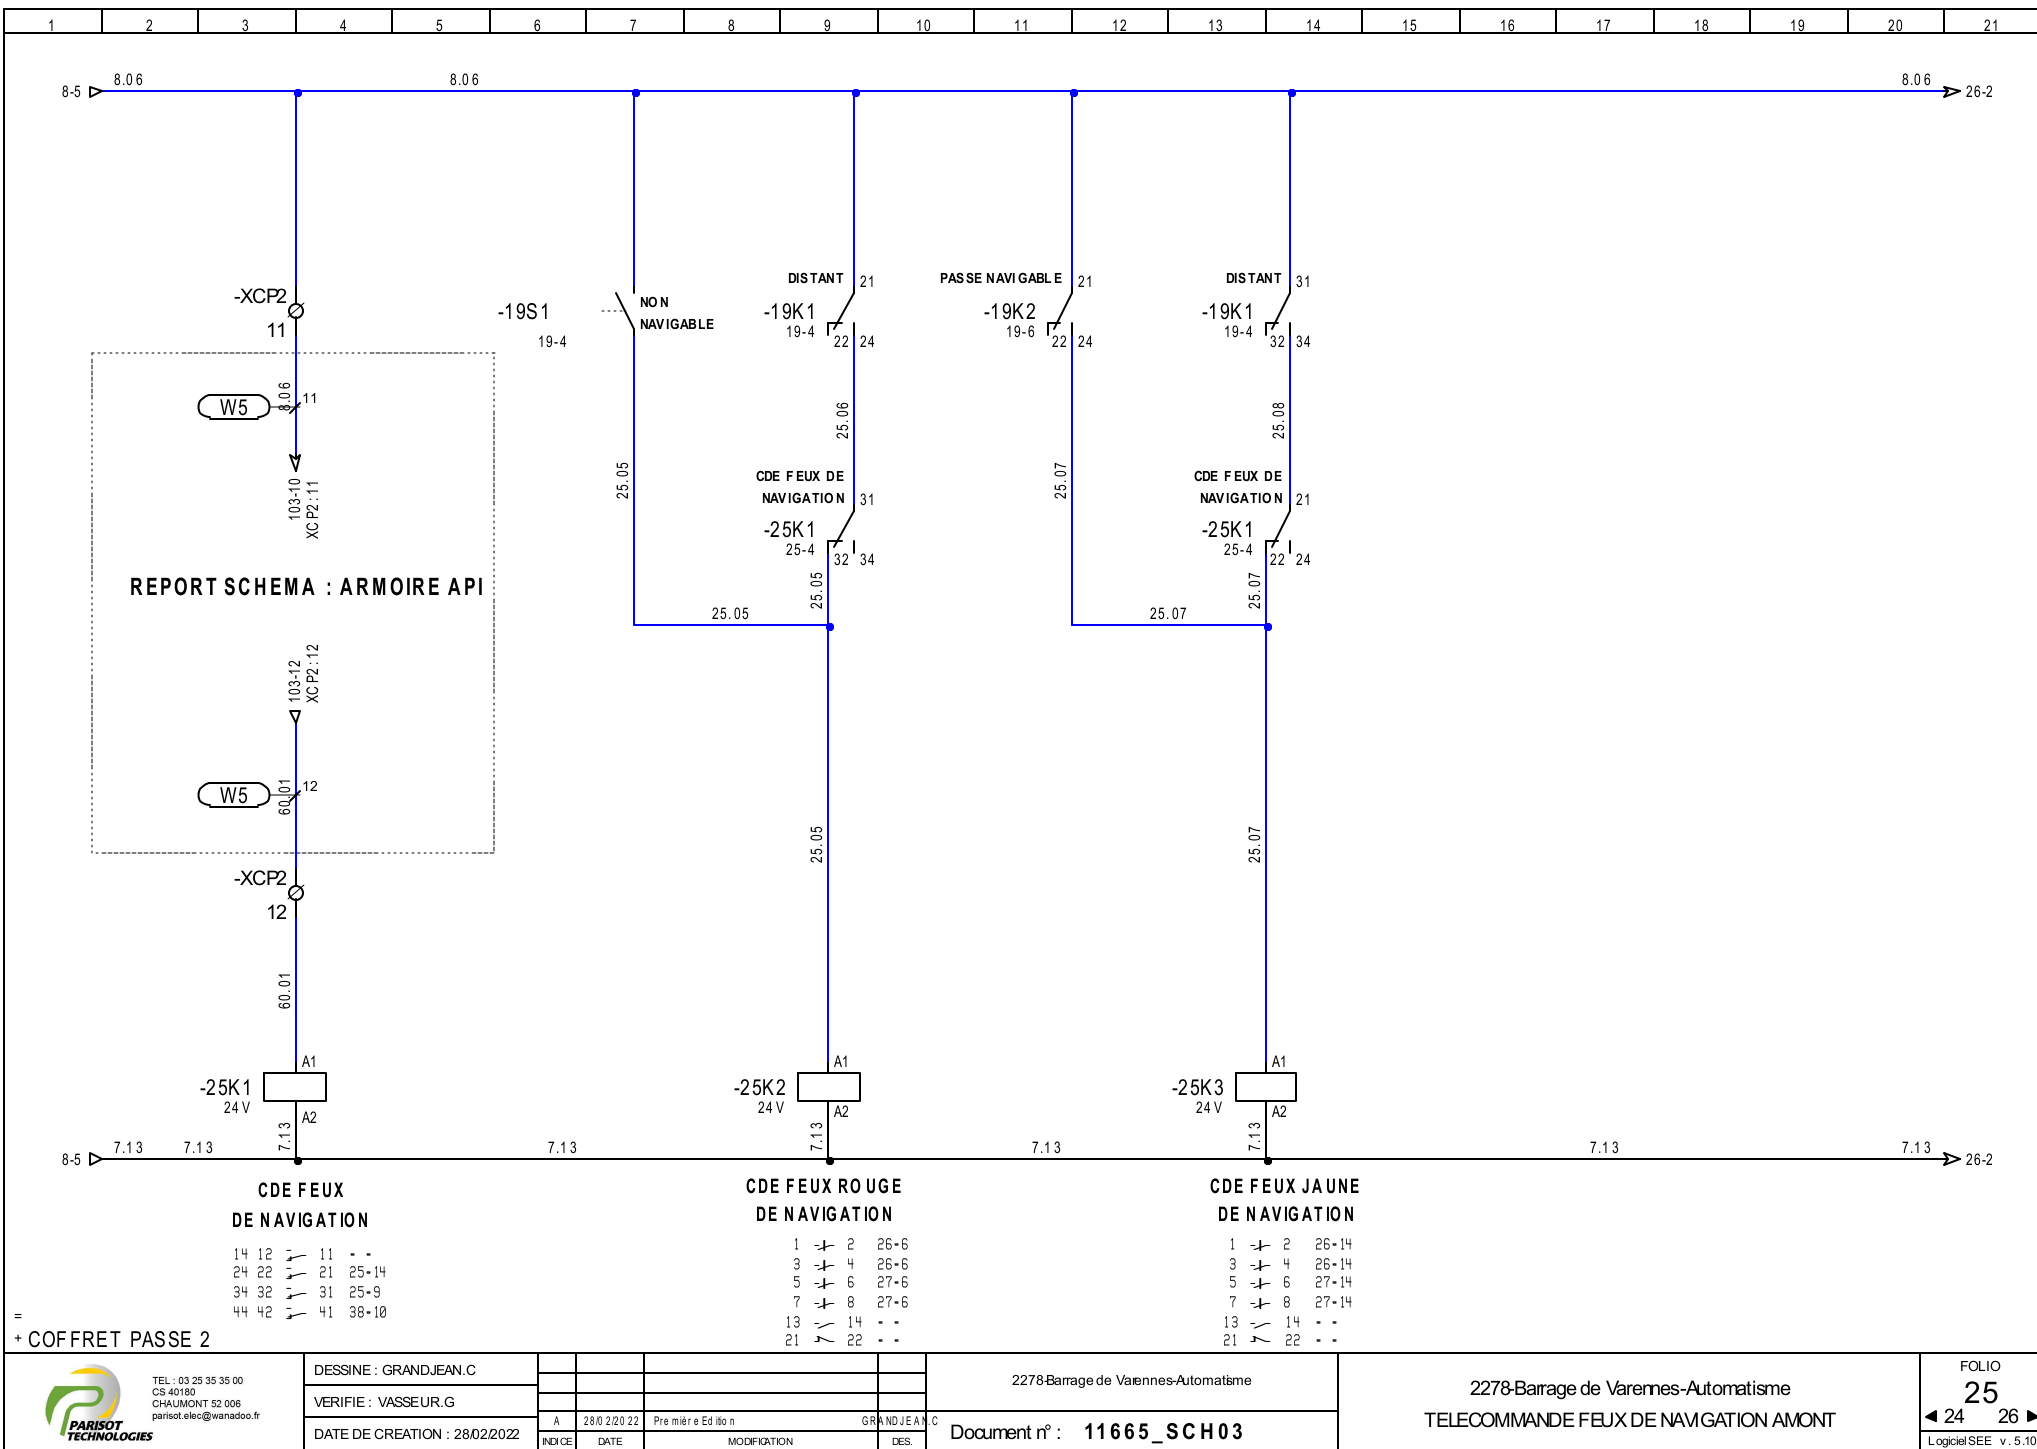 1 2 3 4 5 6 7 8 9 10 11 12 13 14 15 16 17 18 19 20 21
8-5 8.06 8.06 8.06 26-2
-XCP2
11
W5
8.06
11
103-10
XCP2:11
REPORT SCHEMA : ARMOIRE API
103-12
XCP2:12
W5
60.01
12
-XCP2
12
60.01
-25K1
24V
A1
A2
7.13
-19S1
19-4
NON
NAVIGABLE
25.05
25.05
DISTANT 21
-19K1
19-4
22 24
25.06
CDE FEUX DE
NAVIGATION 31
-25K1
25-4
32 34
25.05
25.05
-25K2
24V
A1
A2
7.13
PASSE NAVIGABLE 21
-19K2
19-6
22 24
25.07
25.07
DISTANT 31
-19K1
19-4
32 34
25.08
CDE FEUX DE
NAVIGATION 21
-25K1
25-4
22 24
25.07
25.07
-25K3
24V
A1
A2
7.13
8-5 7.13 7.13 7.13 7.13 7.13 7.13 26-2
CDE FEUX
DE NAVIGATION
14 12 11 - -
24 22 21 25-14
34 32 31 25-9
44 42 41 38-10
CDE FEUX ROUGE
DE NAVIGATION
1 2 26-6
3 4 26-6
5 6 27-6
7 8 27-6
13 14 - -
21 22 - -
CDE FEUX JAUNE
DE NAVIGATION
1 2 26-14
3 4 26-14
5 6 27-14
7 8 27-14
13 14 - -
21 22 - -
=
+ COFFRET PASSE 2
PARISOT
TECHNOLOGIES
TEL : 03 25 35 35 00
CS 40180
CHAUMONT 52 006
parisot.elec@wanadoo.fr
DESSINE : GRANDJEAN.C
VERIFIE : VASSEUR.G
DATE DE CREATION : 28/02/2022
A 28/02/2022 Première Edition GRANDJEAN.C
INDICE DATE MODIFICATION DES.
2278-Barrage de Varennes-Automatisme
Document n° : 11665_SCH03
2278-Barrage de Varennes-Automatisme
TELECOMMANDE FEUX DE NAVIGATION AMONT
FOLIO
25
24 26
Logiciel SEE v. 5.10